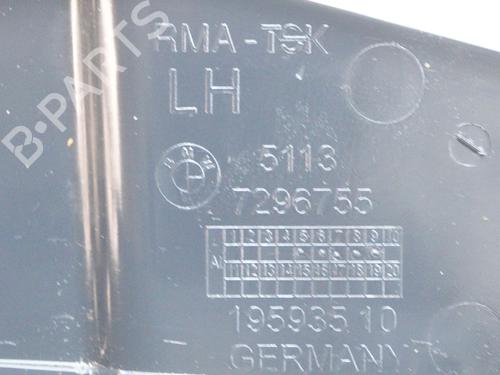 RMA-TSK
LH
BMW
5113
7296755
1 2 3 4 5 6 7 8 9 10
A
11 12 13 14 15 16 17 18 19 20
195935 10
GERMANY
B-PARTS